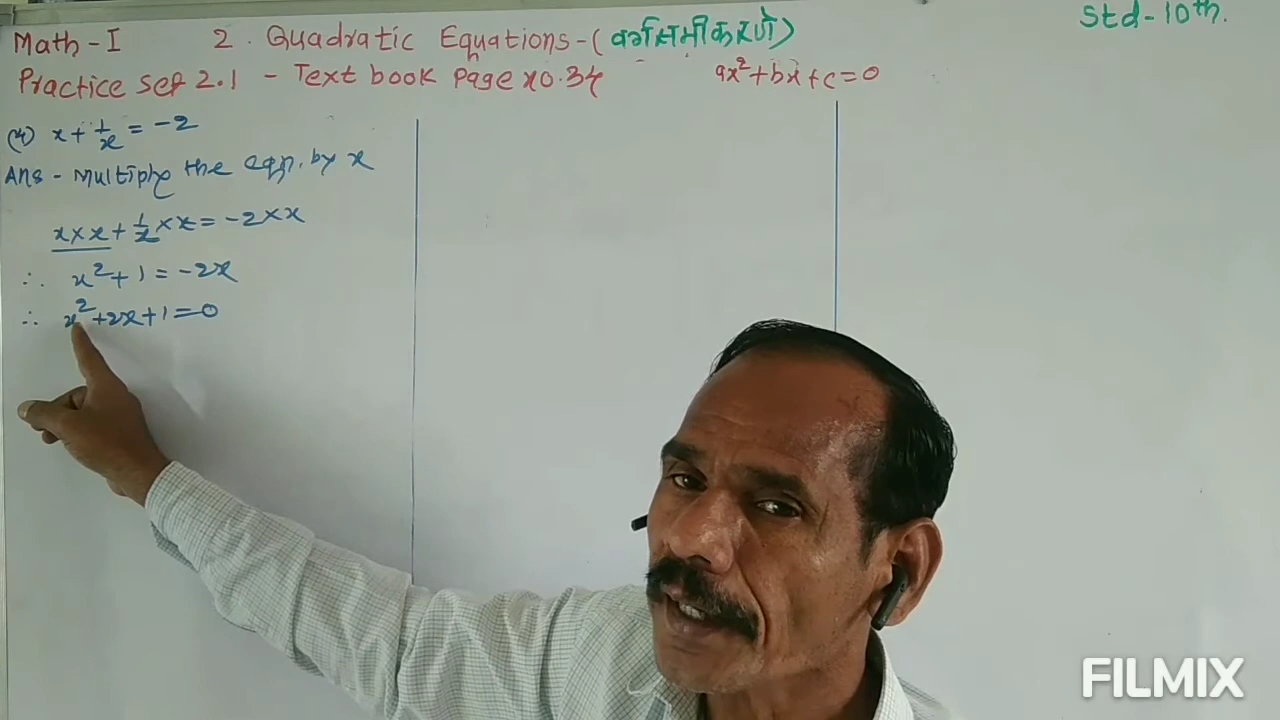 Std-10th.
Math-I 2. Quadratic Equations-(वर्गसमीकरणे)
Practice set 2.1 - Text book page no.34
ax²+bx+c=0
(4) x + 1/x = -2
Ans - Multiply the eqn. by x
x×x + 1/x × x = -2×x
∴ x²+1 = -2x
∴ x²+2x+1=0
FILMIX